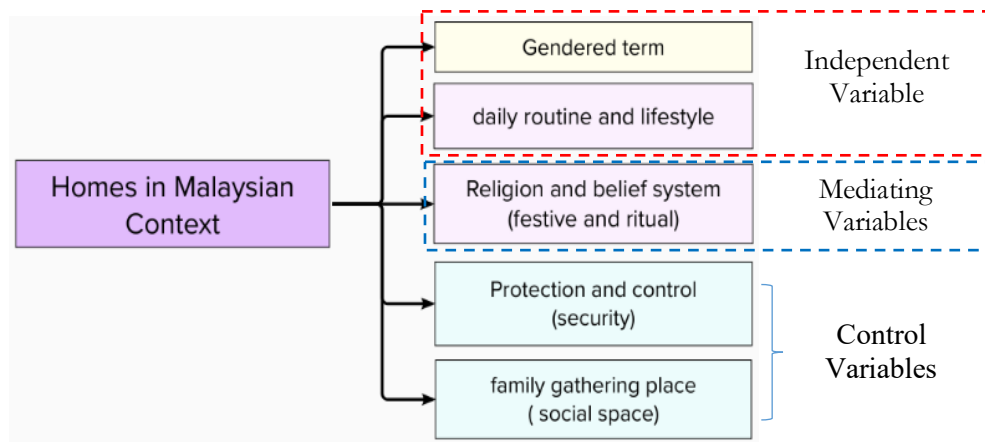 Gendered term
Independent
Variable
daily routine and lifestyle
Homes in Malaysian
Context
Religion and belief system
(festive and ritual)
Mediating
Variables
Protection and control
(security)
Control
Variables
family gathering place
( social space)